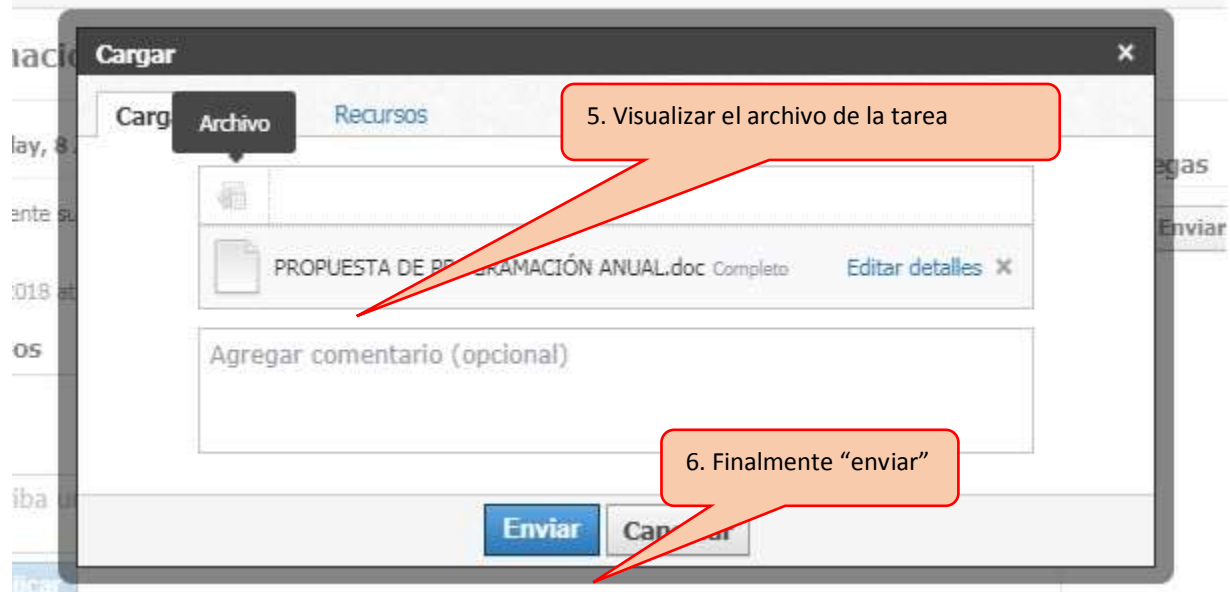 Cargar ×
Recursos
Archivo
5. Visualizar el archivo de la tarea
PROPUESTA DE PROGRAMACIÓN ANUAL.doc Completo Editar detalles ×
Enviar
Agregar comentario (opcional)
os
6. Finalmente “enviar”
Enviar